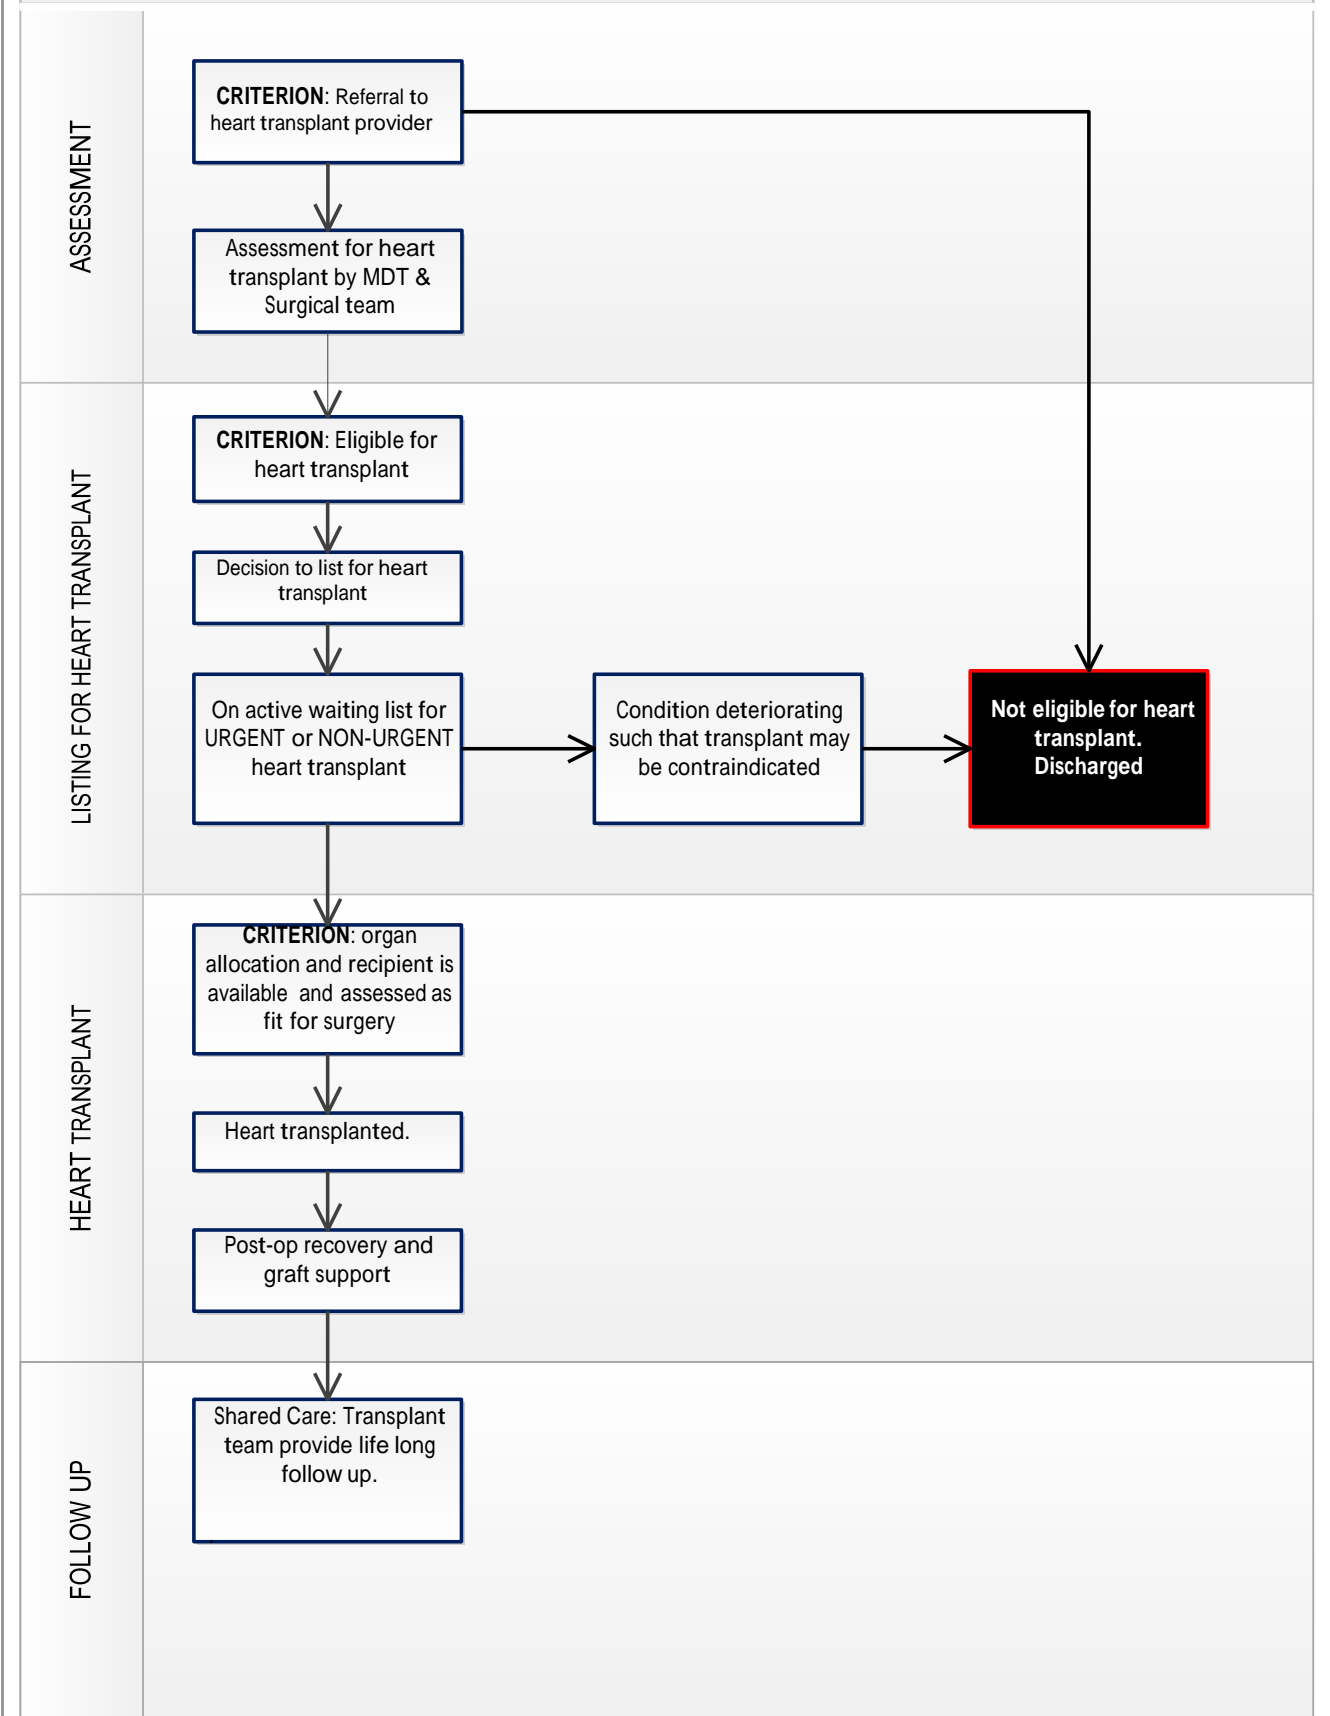 ASSESSMENT
CRITERION: Referral to
heart transplant provider
Assessment for heart
transplant by MDT &
Surgical team
LISTING FOR HEART TRANSPLANT
CRITERION: Eligible for
heart transplant
Decision to list for heart
transplant
On active waiting list for
URGENT or NON-URGENT
heart transplant
Condition deteriorating
such that transplant may
be contraindicated
Not eligible for heart
transplant.
Discharged
HEART TRANSPLANT
CRITERION: organ
allocation and recipient is
available and assessed as
fit for surgery
Heart transplanted.
Post-op recovery and
graft support
FOLLOW UP
Shared Care: Transplant
team provide life long
follow up.